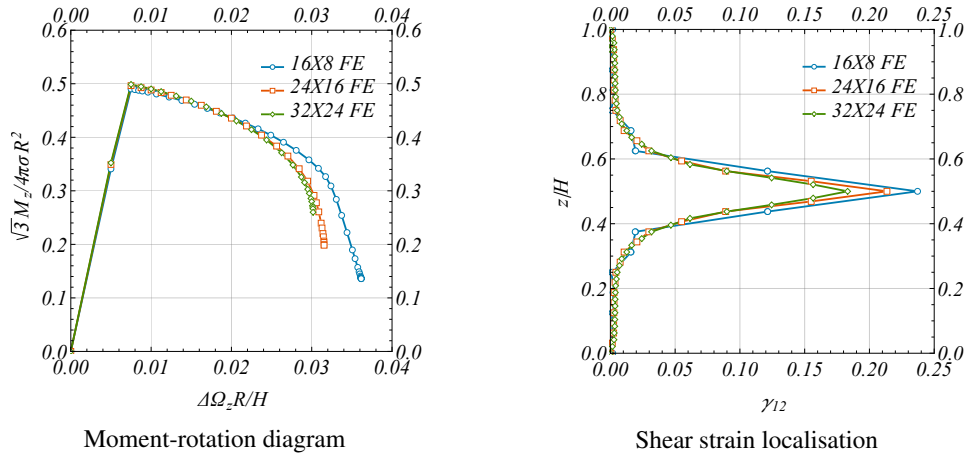 0.00 0.01 0.02 0.03 0.04
0.6 0.6
0.5 0.5
0.4 0.4
0.3 0.3
0.2 0.2
0.1 0.1
0.0 0.0
0.00 0.01 0.02 0.03 0.04
16X8 FE
24X16 FE
32X24 FE
√3 M_z/4πσR²
ΔΩ_zR/H
Moment-rotation diagram
0.00 0.05 0.10 0.15 0.20 0.25
1.0 1.0
0.8 0.8
0.6 0.6
0.4 0.4
0.2 0.2
0.0 0.0
0.00 0.05 0.10 0.15 0.20 0.25
16X8 FE
24X16 FE
32X24 FE
z/H
γ₁₂
Shear strain localisation